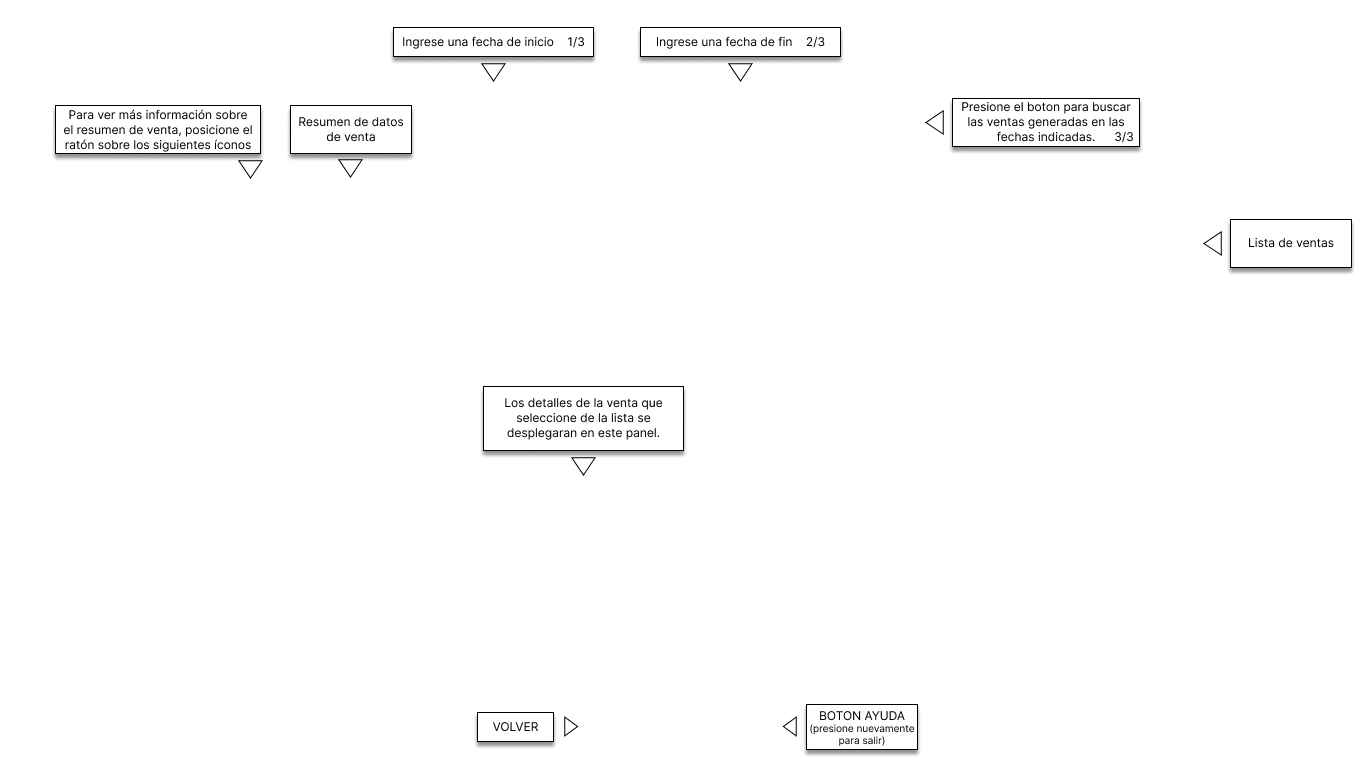 Ingrese una fecha de inicio 1/3
Ingrese una fecha de fin 2/3
Para ver más información sobre
el resumen de venta, posicione el
ratón sobre los siguientes íconos
Resumen de datos
de venta
Presione el boton para buscar
las ventas generadas en las
fechas indicadas. 3/3
Lista de ventas
Los detalles de la venta que
seleccione de la lista se
desplegaran en este panel.
VOLVER
BOTON AYUDA
(presione nuevamente
para salir)